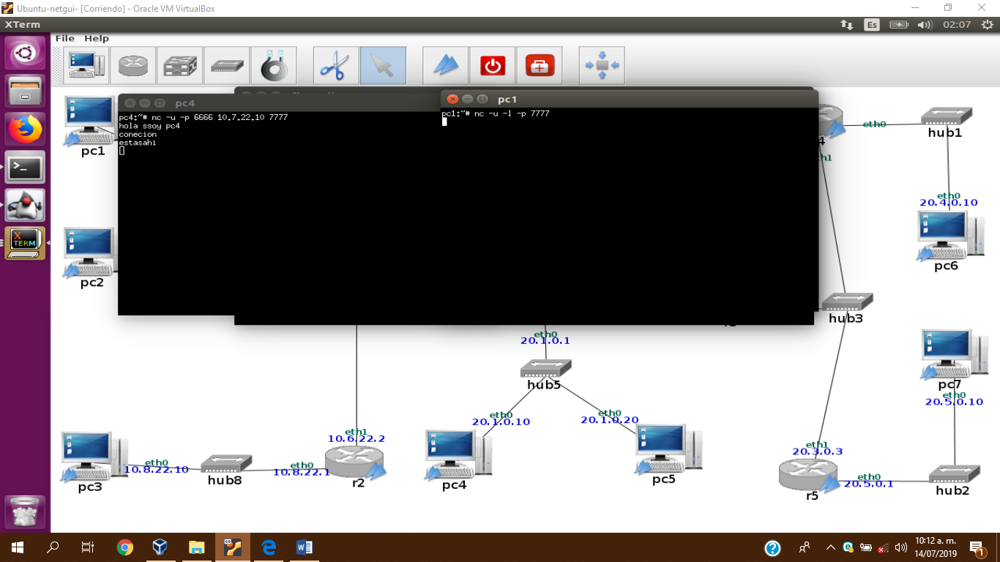 Ubuntu-netgui- [Corriendo] - Oracle VM VirtualBox
XTerm
Es
02:07
File Help
pc4
pc1
pc4:~# nc -u -p 6666 10.7.22.10 7777
hola ssoy pc4
conecion
estasahi
pc1:~# nc -u -l -p 7777
pc1
4
eth0
hub1
eth0
20.4.0.10
pc6
pc2
hub3
eth0
20.1.0.1
hub5
pc7
eth0
20.5.0.10
eth0
20.1.0.10
eth0
20.1.0.20
eth1
10.6.22.2
eth1
20.3.0.3
eth0
10.8.22.10
eth0
10.8.22.1
pc3
hub8
r2
pc4
pc5
eth0
20.5.0.1
r5
hub2
X
TERM
10:12 a. m.
14/07/2019
1